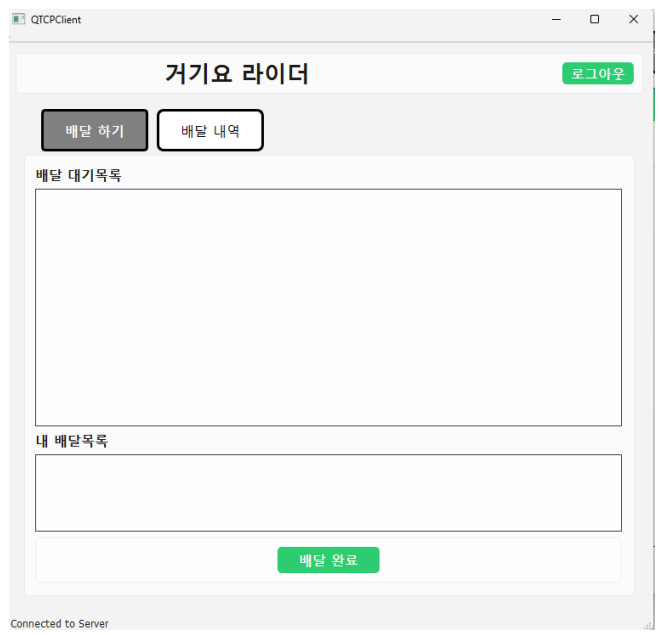 QTCPClient
거기요 라이더
로그아웃
배달 하기
배달 내역
배달 대기목록
내 배달목록
배달 완료
Connected to Server